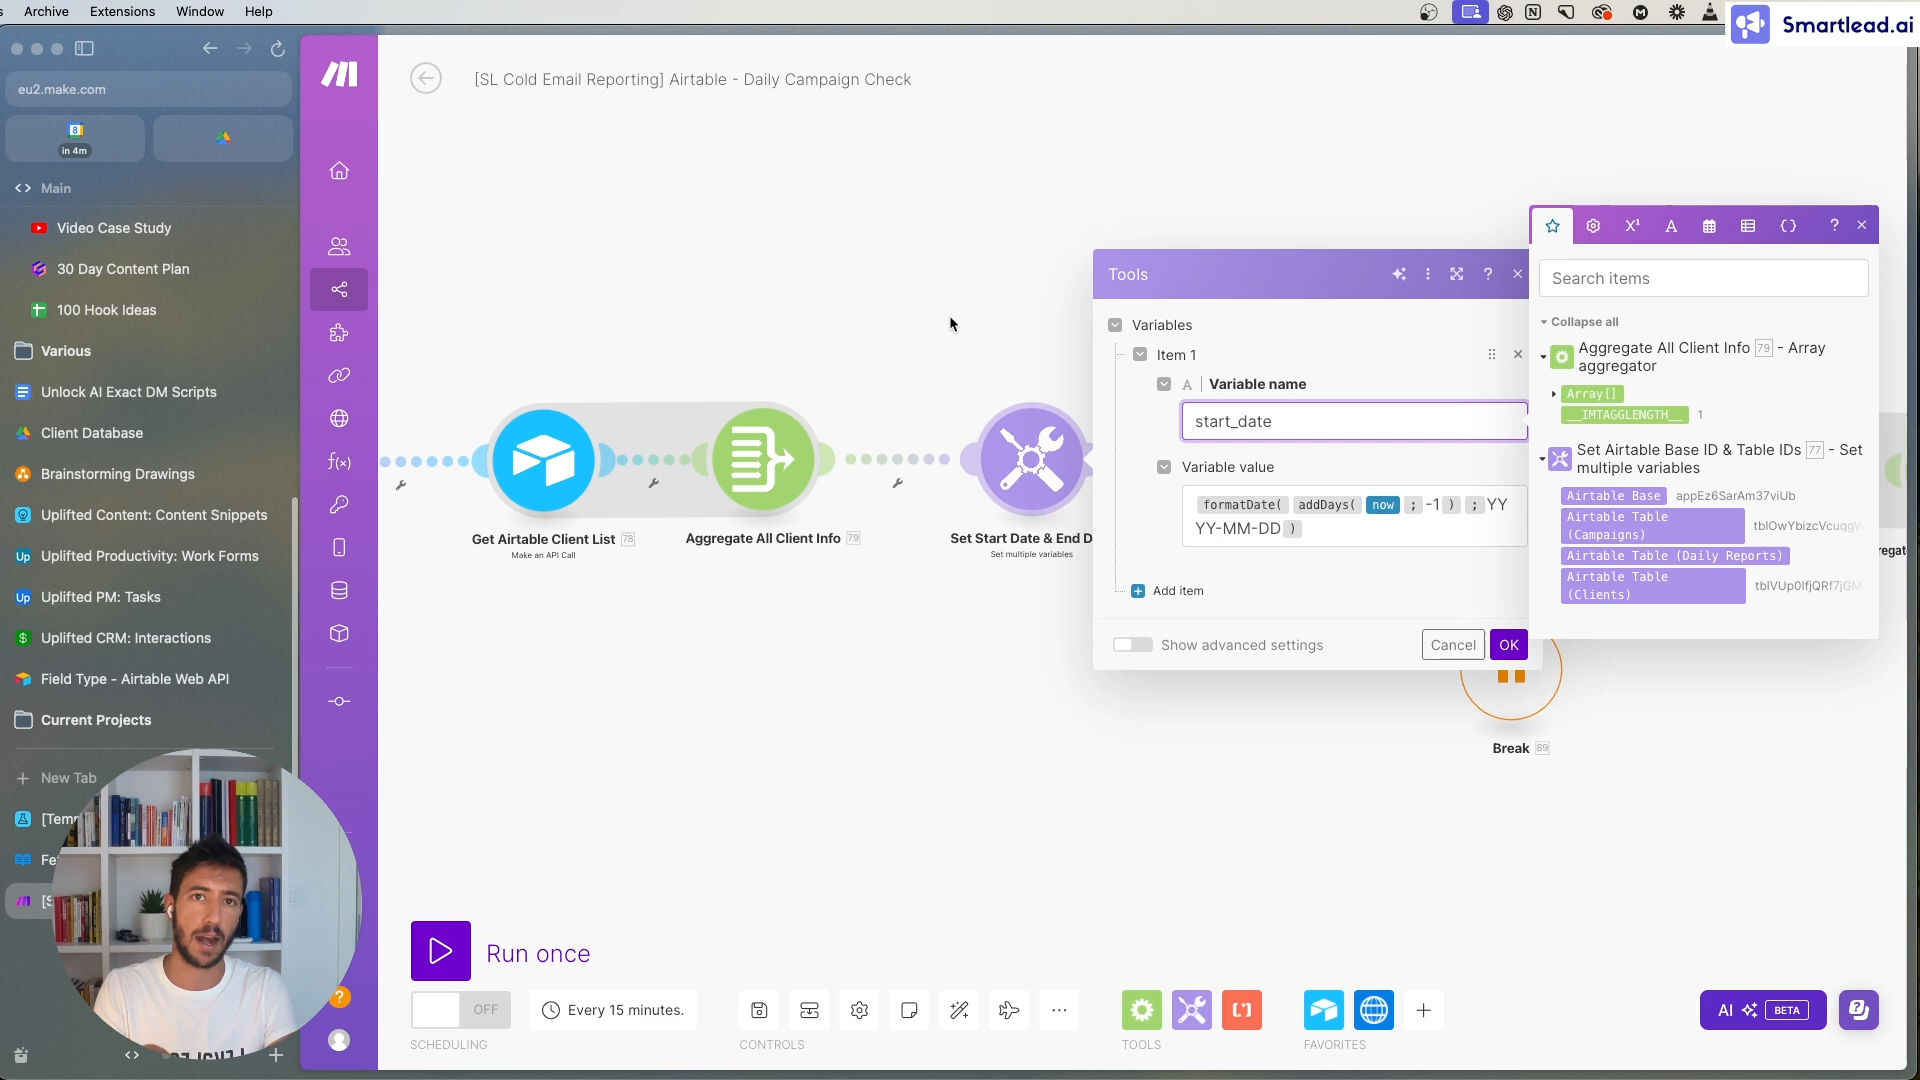 Archive
Extensions
Window
Help
Smartlead.ai
eu2.make.com
8
in 4m
Main
Video Case Study
30 Day Content Plan
100 Hook Ideas
Various
Unlock AI Exact DM Scripts
Client Database
Brainstorming Drawings
Uplifted Content: Content Snippets
Up Uplifted Productivity: Work Forms
Up Uplifted PM: Tasks
Uplifted CRM: Interactions
Field Type - Airtable Web API
Current Projects
New Tab
[SL Cold Email Reporting] Airtable - Daily Campaign Check
Get Airtable Client List 78
Make an API Call
Aggregate All Client Info 79
Set Start Date & End D
Set multiple variables
Tools
Variables
Item 1
A Variable name
start_date
Variable value
formatDate( addDays( now ; -1 ) ; YY
YY-MM-DD )
Add item
Show advanced settings
Cancel
OK
Search items
Collapse all
Aggregate All Client Info 79 - Array
aggregator
Array[]
__IMTAGGLENGTH__ 1
Set Airtable Base ID & Table IDs 77 - Set
multiple variables
Airtable Base appEz6SarAm37viUb
Airtable Table
(Campaigns)
Airtable Table (Daily Reports)
Airtable Table
(Clients)
Break 89
Run once
OFF
Every 15 minutes.
SCHEDULING
CONTROLS
TOOLS
FAVORITES
AI BETA